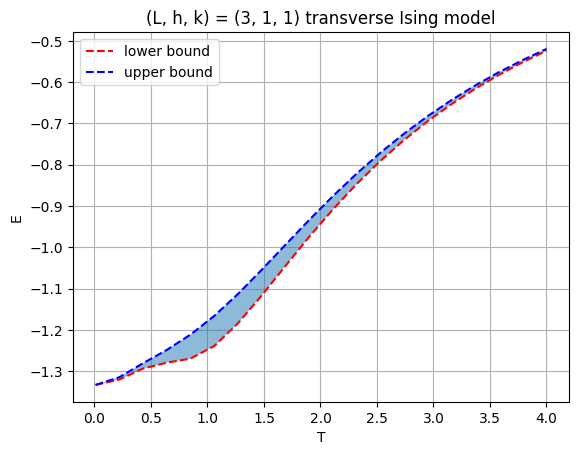 (L, h, k) = (3, 1, 1) transverse Ising model
lower bound
upper bound
E
−0.5
−0.6
−0.7
−0.8
−0.9
−1.0
−1.1
−1.2
−1.3
0.0 0.5 1.0 1.5 2.0 2.5 3.0 3.5 4.0
T